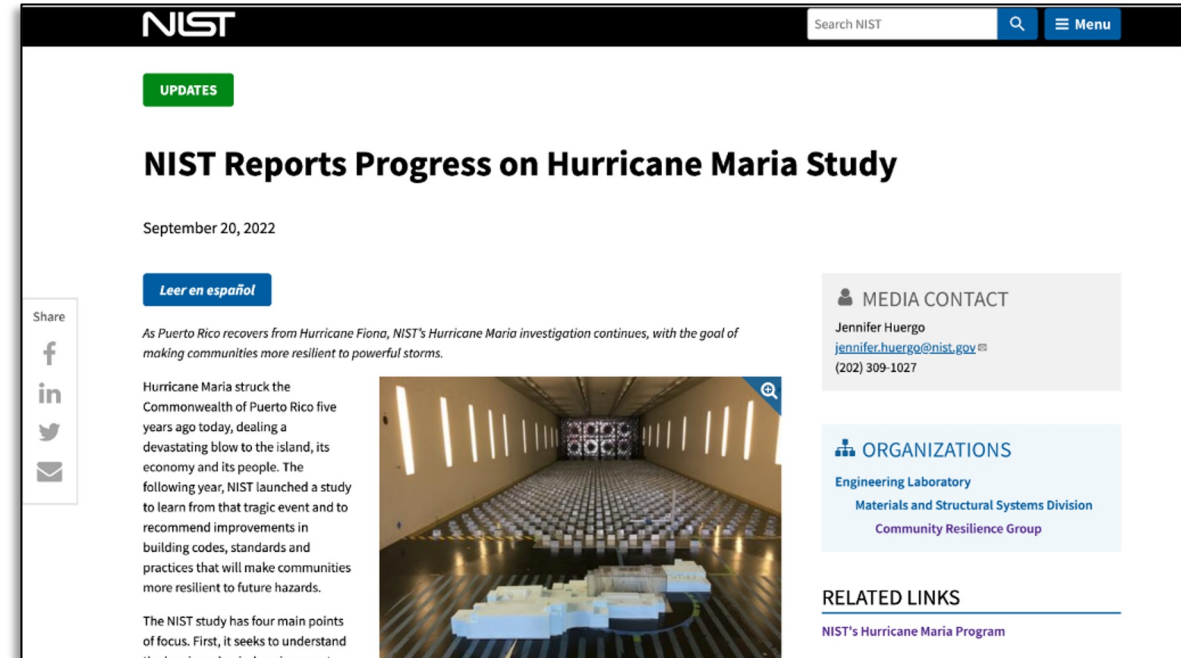 NIST
Search NIST
Menu
UPDATES
NIST Reports Progress on Hurricane Maria Study
September 20, 2022
Leer en español
Share
As Puerto Rico recovers from Hurricane Fiona, NIST's Hurricane Maria investigation continues, with the goal of
making communities more resilient to powerful storms.
Hurricane Maria struck the
Commonwealth of Puerto Rico five
years ago today, dealing a
devastating blow to the island, its
economy and its people. The
following year, NIST launched a study
to learn from that tragic event and to
recommend improvements in
building codes, standards and
practices that will make communities
more resilient to future hazards.
The NIST study has four main points
of focus. First, it seeks to understand
MEDIA CONTACT
Jennifer Huergo
jennifer.huergo@nist.gov
(202) 309-1027
ORGANIZATIONS
Engineering Laboratory
Materials and Structural Systems Division
Community Resilience Group
RELATED LINKS
NIST's Hurricane Maria Program